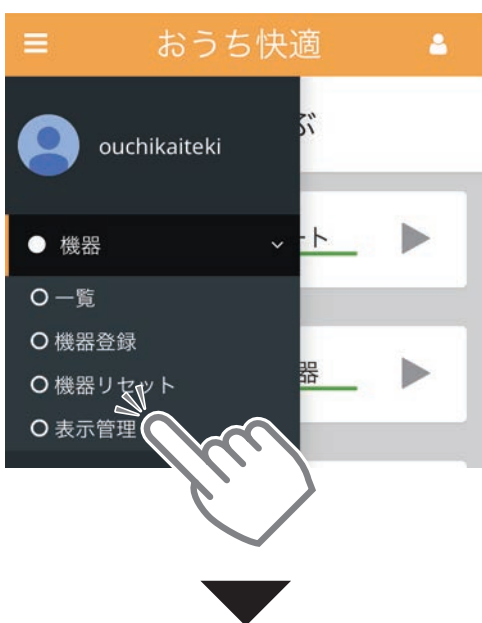 おうち快適
ouchikaiteki
ぶ
機器
ート
一覧
機器登録
器
機器リセット
表示管理